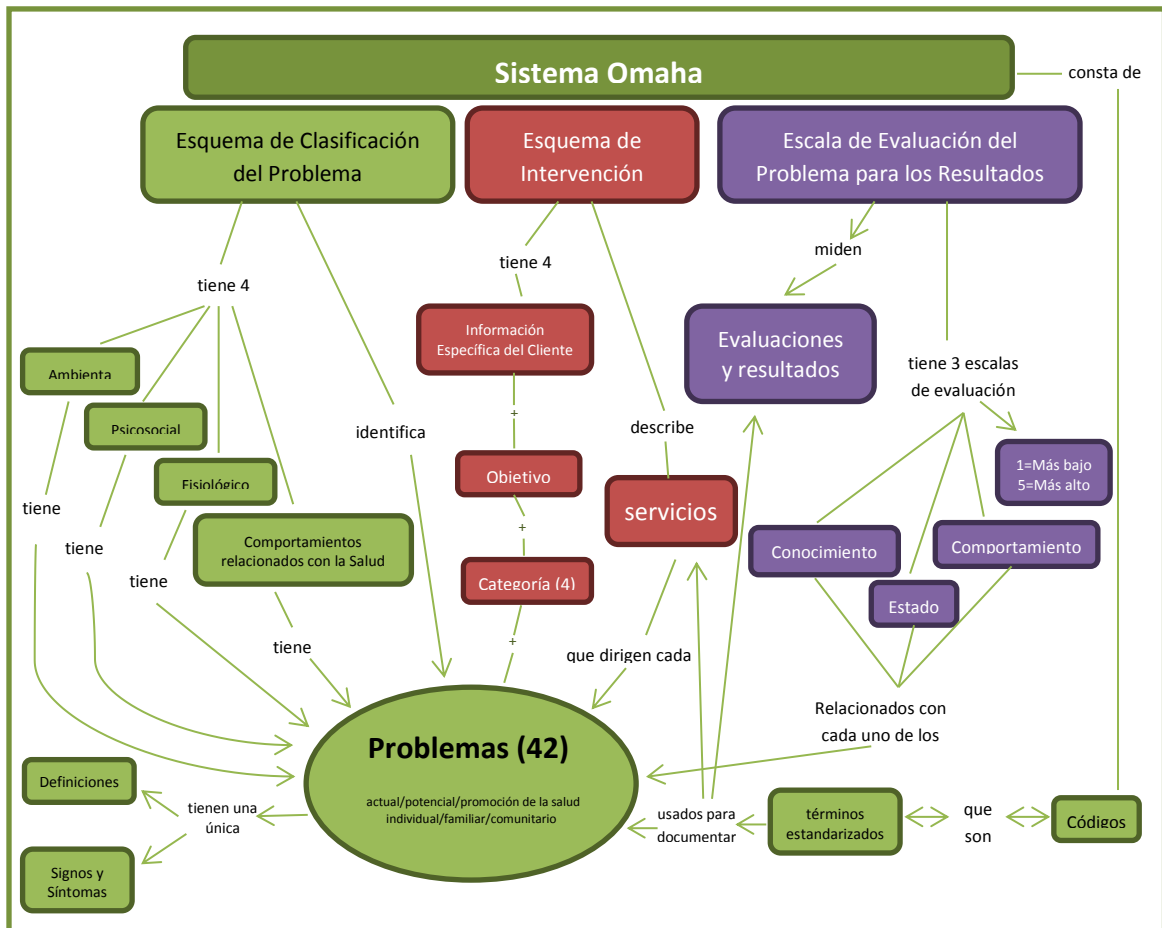 Sistema Omaha
consta de
Esquema de Clasificación
del Problema
Esquema de
Intervención
Escala de Evaluación del
Problema para los Resultados
tiene 4
tiene 4
miden
Información
Específica del Cliente
Evaluaciones
y resultados
tiene 3 escalas
de evaluación
Ambienta
Psicosocial
Fisiológico
Comportamientos
relacionados con la Salud
identifica
+
Objetivo
+
Categoría (4)
+
describe
servicios
1=Más bajo
5=Más alto
Conocimiento
Comportamiento
Estado
tiene
tiene
tiene
tiene
que dirigen cada
Relacionados con
cada uno de los
Problemas (42)
actual/potencial/promoción de la salud
individual/familiar/comunitario
Definiciones
tienen una
única
Signos y
Síntomas
usados para
documentar
términos
estandarizados
que
son
Códigos